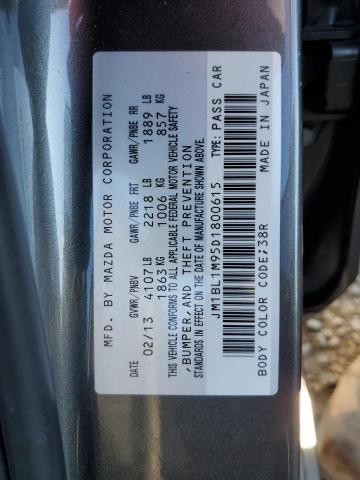 MFD. BY MAZDA MOTOR CORPORATION
DATE GVWR/PNBV GAWR/PNBE FRT GAWR/PNBE RR
02/13 4107 LB 2218 LB 1889 LB
1863 KG 1006 KG 857 KG
THIS VEHICLE CONFORMS TO ALL APPLICABLE FEDERAL MOTOR VEHICLE SAFETY
,BUMPER,AND THEFT PREVENTION
STANDARDS IN EFFECT ON THE DATE OF MANUFACTURE SHOWN ABOVE.
JM1BL1M95D1800615 TYPE: PASS CAR
BODY COLOR CODE;38R MADE IN JAPAN